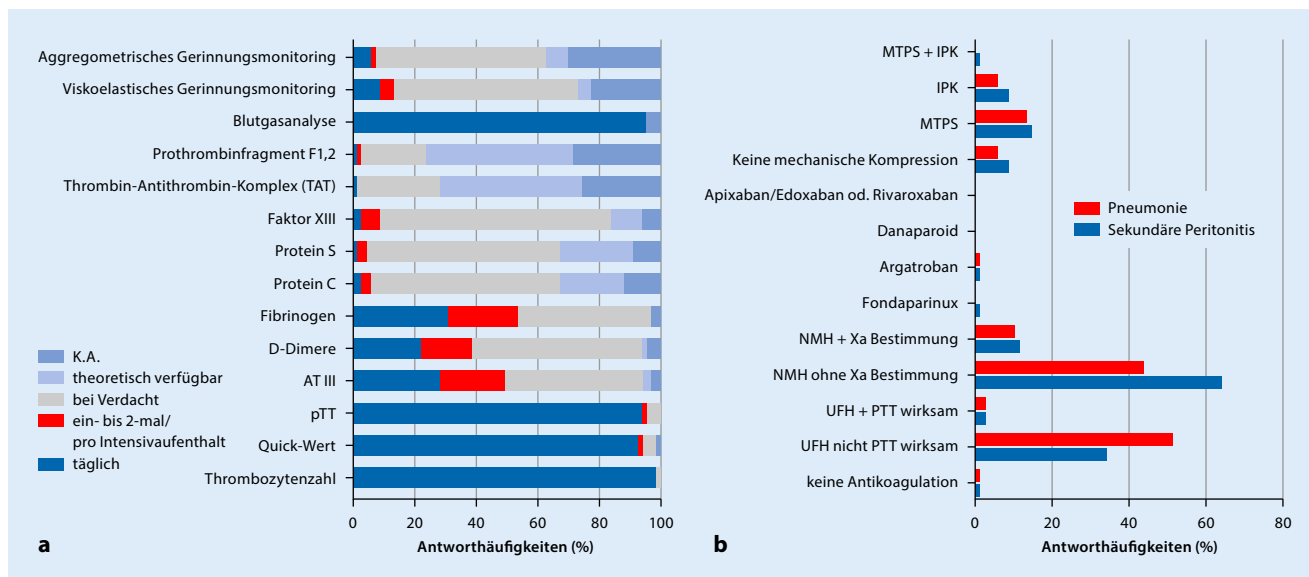 Aggregometrisches Gerinnungsmonitoring
Viskoelastisches Gerinnungsmonitoring
Blutgasanalyse
Prothrombinfragment F1,2
Thrombin-Antithrombin-Komplex (TAT)
Faktor XIII
Protein S
Protein C
Fibrinogen
D-Dimere
AT III
pTT
Quick-Wert
Thrombozytenzahl
K.A.
theoretisch verfügbar
bei Verdacht
ein- bis 2-mal/
pro Intensivaufenthalt
täglich
0 20 40 60 80 100
Antworthäufigkeiten (%)
a
MTPS + IPK
IPK
MTPS
Keine mechanische Kompression
Apixaban/Edoxaban od. Rivaroxaban
Danaparoid
Argatroban
Fondaparinux
NMH + Xa Bestimmung
NMH ohne Xa Bestimmung
UFH + PTT wirksam
UFH nicht PTT wirksam
keine Antikoagulation
Pneumonie
Sekundäre Peritonitis
0 20 40 60 80
Antworthäufigkeiten (%)
b